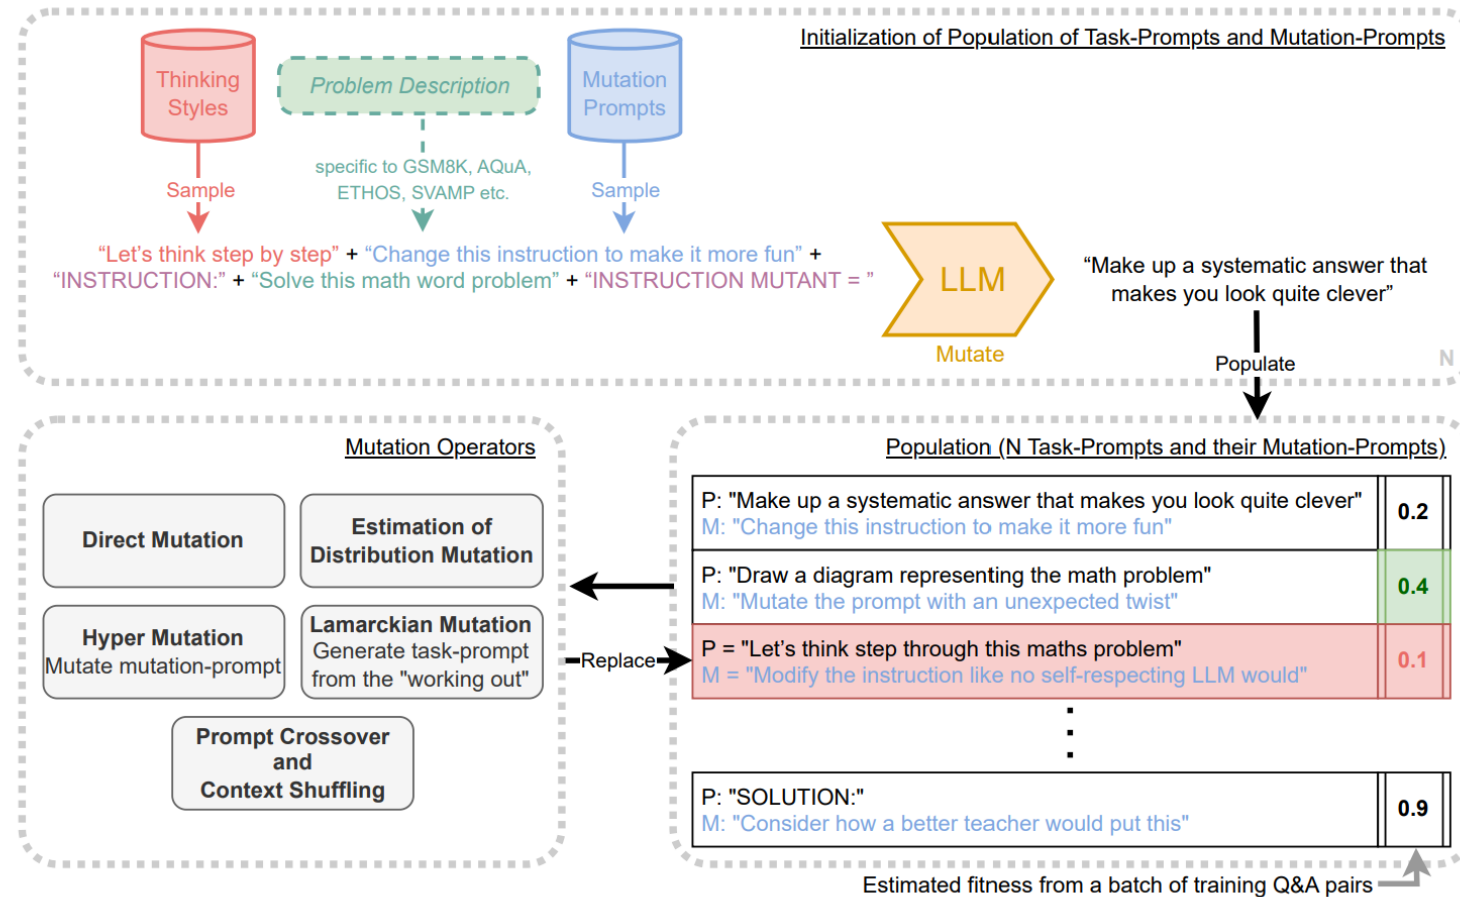 Initialization of Population of Task-Prompts and Mutation-Prompts
Thinking
Styles
Problem Description
Mutation
Prompts
specific to GSM8K, AQuA,
ETHOS, SVAMP etc.
Sample
Sample
“Let’s think step by step” + “Change this instruction to make it more fun” +
“INSTRUCTION:” + “Solve this math word problem” + “INSTRUCTION MUTANT = ”
LLM
Mutate
“Make up a systematic answer that
makes you look quite clever”
Populate
N
Mutation Operators
Direct Mutation
Estimation of
Distribution Mutation
Hyper Mutation
Mutate mutation-prompt
Lamarckian Mutation
Generate task-prompt
from the "working out"
Prompt Crossover
and
Context Shuffling
Replace
Population (N Task-Prompts and their Mutation-Prompts)
P: "Make up a systematic answer that makes you look quite clever"
M: "Change this instruction to make it more fun"
0.2
P: "Draw a diagram representing the math problem"
M: "Mutate the prompt with an unexpected twist"
0.4
P = "Let’s think step through this maths problem"
M = "Modify the instruction like no self-respecting LLM would"
0.1
P: "SOLUTION:"
M: "Consider how a better teacher would put this"
0.9
Estimated fitness from a batch of training Q&A pairs